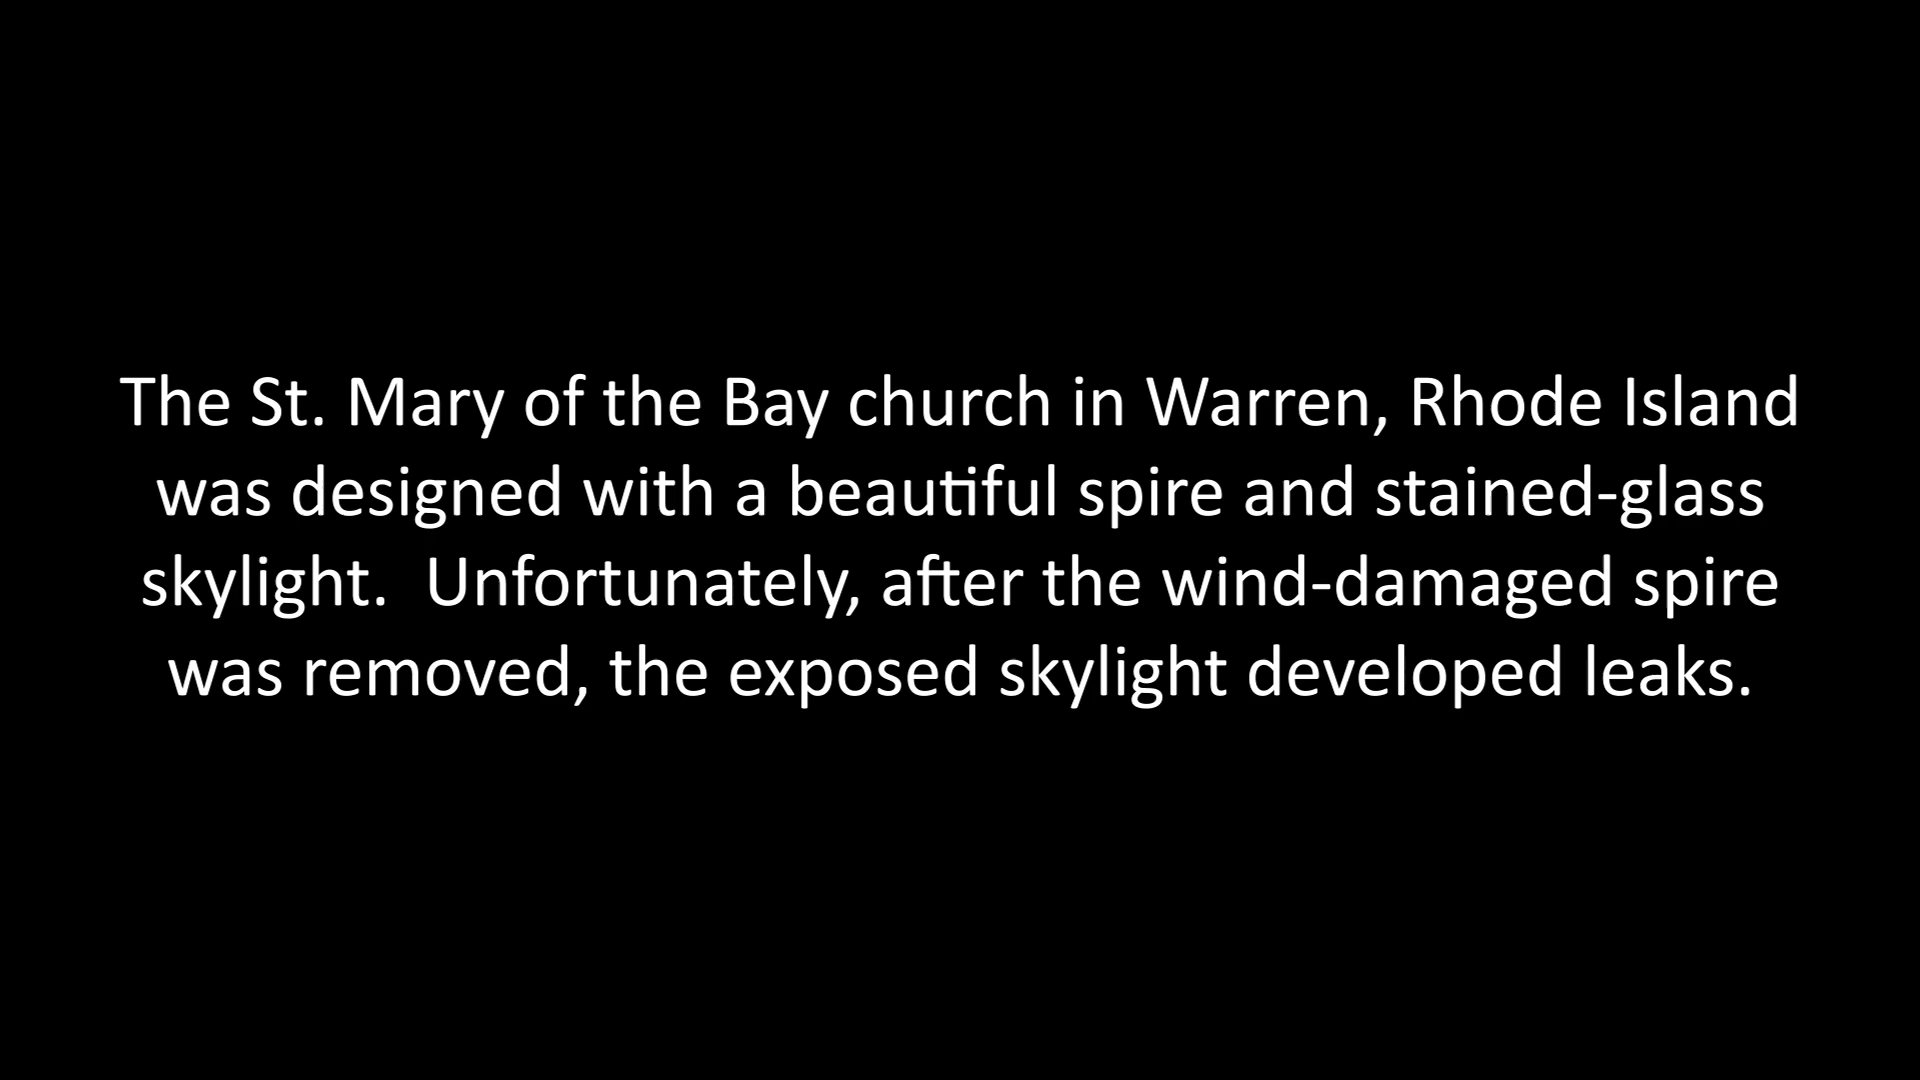 The St. Mary of the Bay church in Warren, Rhode Island
was designed with a beautiful spire and stained-glass
skylight.  Unfortunately, after the wind-damaged spire
was removed, the exposed skylight developed leaks.